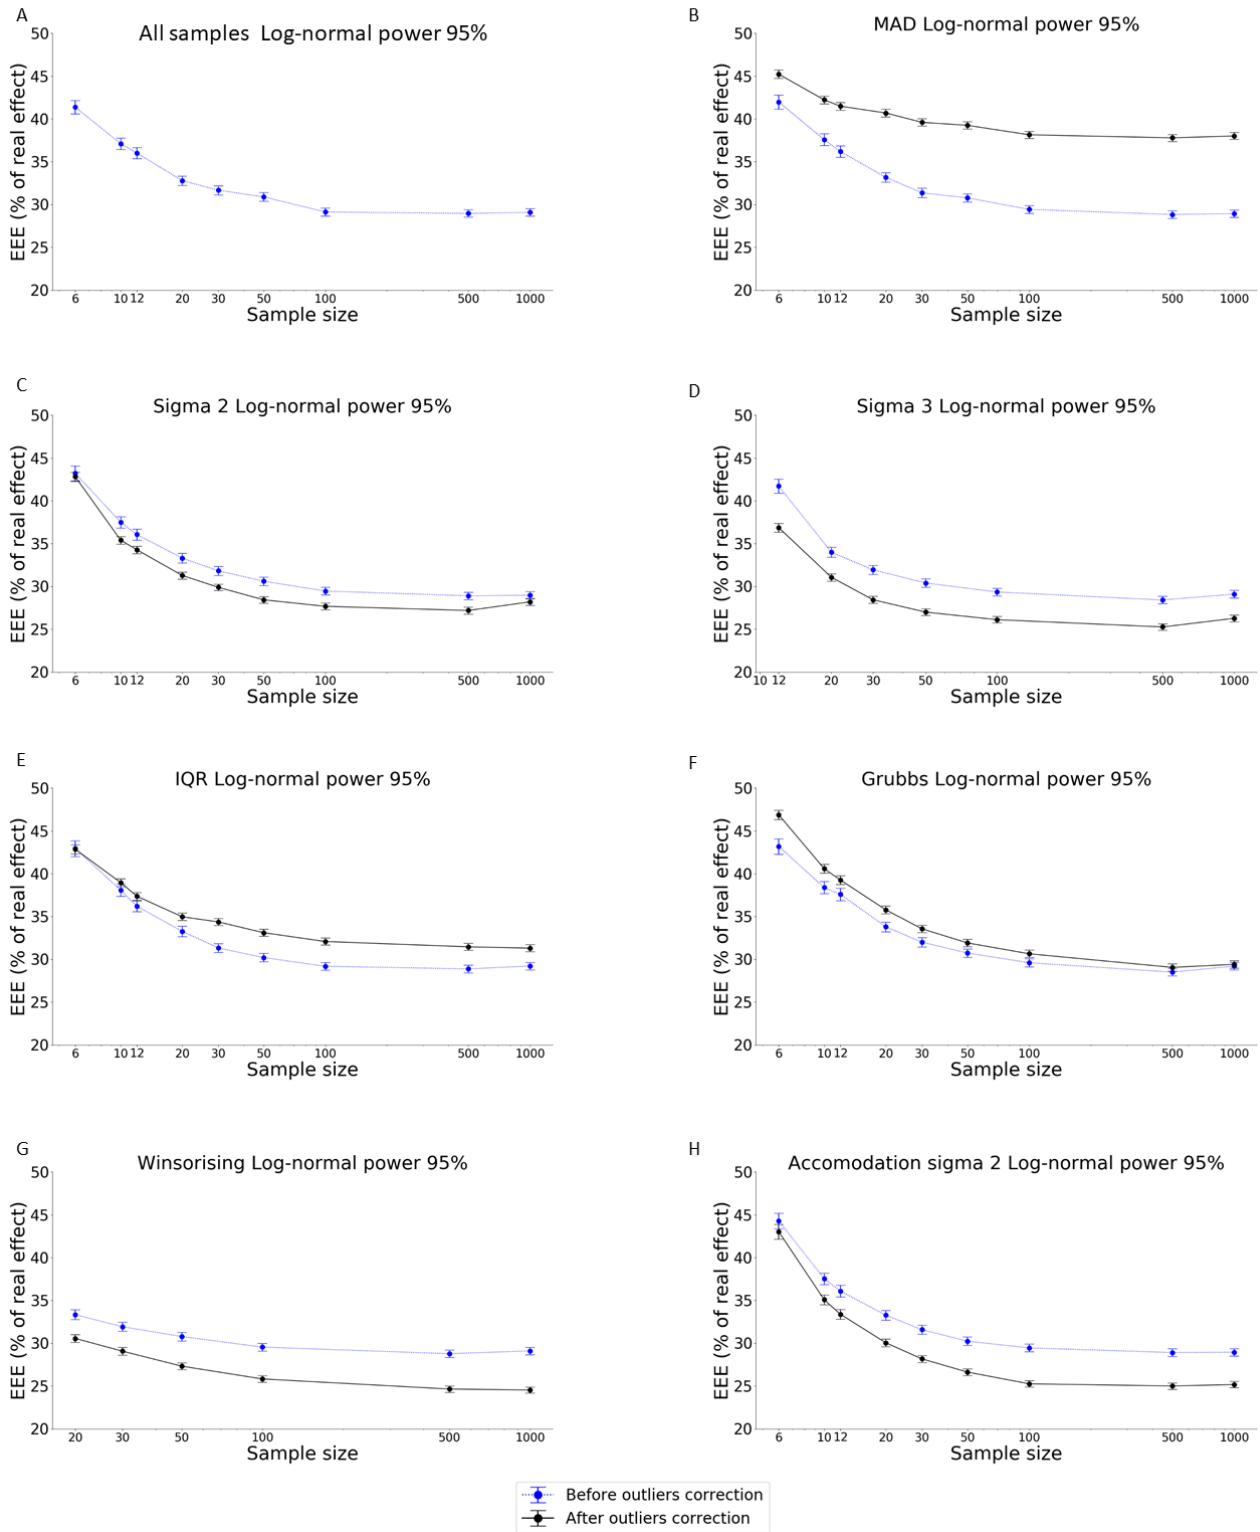 A
All samples Log-normal power 95%
50
45
40
35
30
25
20
EEE (% of real effect)
6 10 12 20 30 50 100 500 1000
Sample size
B
MAD Log-normal power 95%
50
45
40
35
30
25
20
EEE (% of real effect)
6 10 12 20 30 50 100 500 1000
Sample size
C
Sigma 2 Log-normal power 95%
50
45
40
35
30
25
20
EEE (% of real effect)
6 10 12 20 30 50 100 500 1000
Sample size
D
Sigma 3 Log-normal power 95%
50
45
40
35
30
25
20
EEE (% of real effect)
10 12 20 30 50 100 500 1000
Sample size
E
IQR Log-normal power 95%
50
45
40
35
30
25
20
EEE (% of real effect)
6 10 12 20 30 50 100 500 1000
Sample size
F
Grubbs Log-normal power 95%
50
45
40
35
30
25
20
EEE (% of real effect)
6 10 12 20 30 50 100 500 1000
Sample size
G
Winsorising Log-normal power 95%
50
45
40
35
30
25
20
EEE (% of real effect)
20 30 50 100 500 1000
Sample size
H
Accomodation sigma 2 Log-normal power 95%
50
45
40
35
30
25
20
EEE (% of real effect)
6 10 12 20 30 50 100 500 1000
Sample size
Before outliers correction
After outliers correction